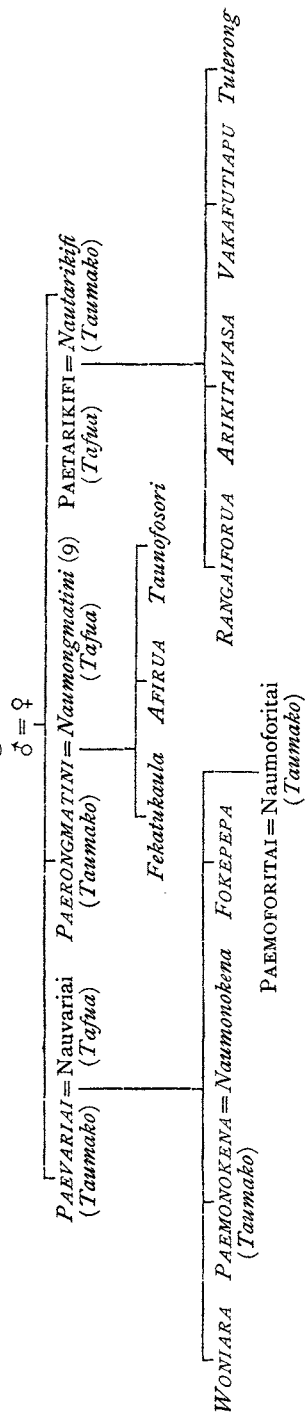 ♂ = ♀
PAEVARIAI = Nauvariai PAERONGMATINI = Naumongmatini (9) PAETARIKIFI = Nautarikifi
(Taumako) (Tafua) (Taumako) (Tafua) (Tafua) (Taumako)
Fekatukaula AFIRUA Taunofosori
WONIARA PAEMONOKENA = Naumonokena FOKEPEPA RANGAIFORUA ARIKITAVASA VAKAFUTIAPU Tuterong
(Taumako)
PAEMOFORITAI = Naumoforitai
(Taumako)